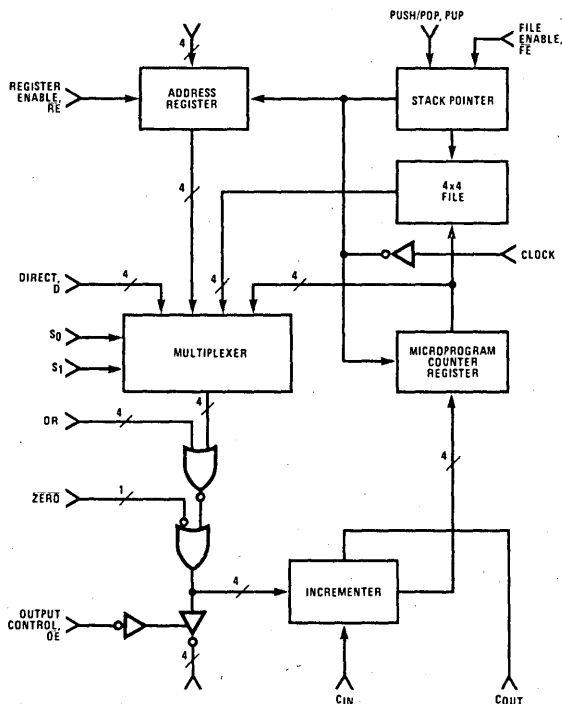 PUSH/POP, PUP
FILE
ENABLE,
FE
4
REGISTER
ENABLE,
RE
ADDRESS
REGISTER
STACK POINTER
4
4x4
FILE
CLOCK
DIRECT,
D
4
4
4
S0
S1
MULTIPLEXER
MICROPROGRAM
COUNTER
REGISTER
OR
4
4
4
ZERO
1
4
INCREMENTER
OUTPUT
CONTROL,
OE
4
CIN
COUT